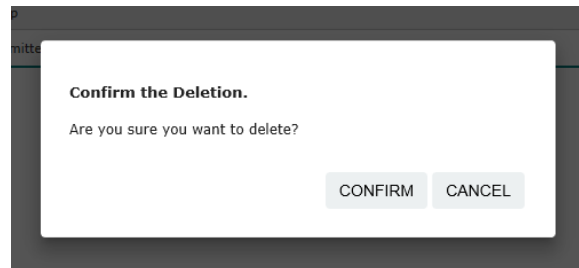 Confirm the Deletion.
Are you sure you want to delete?
CONFIRM CANCEL